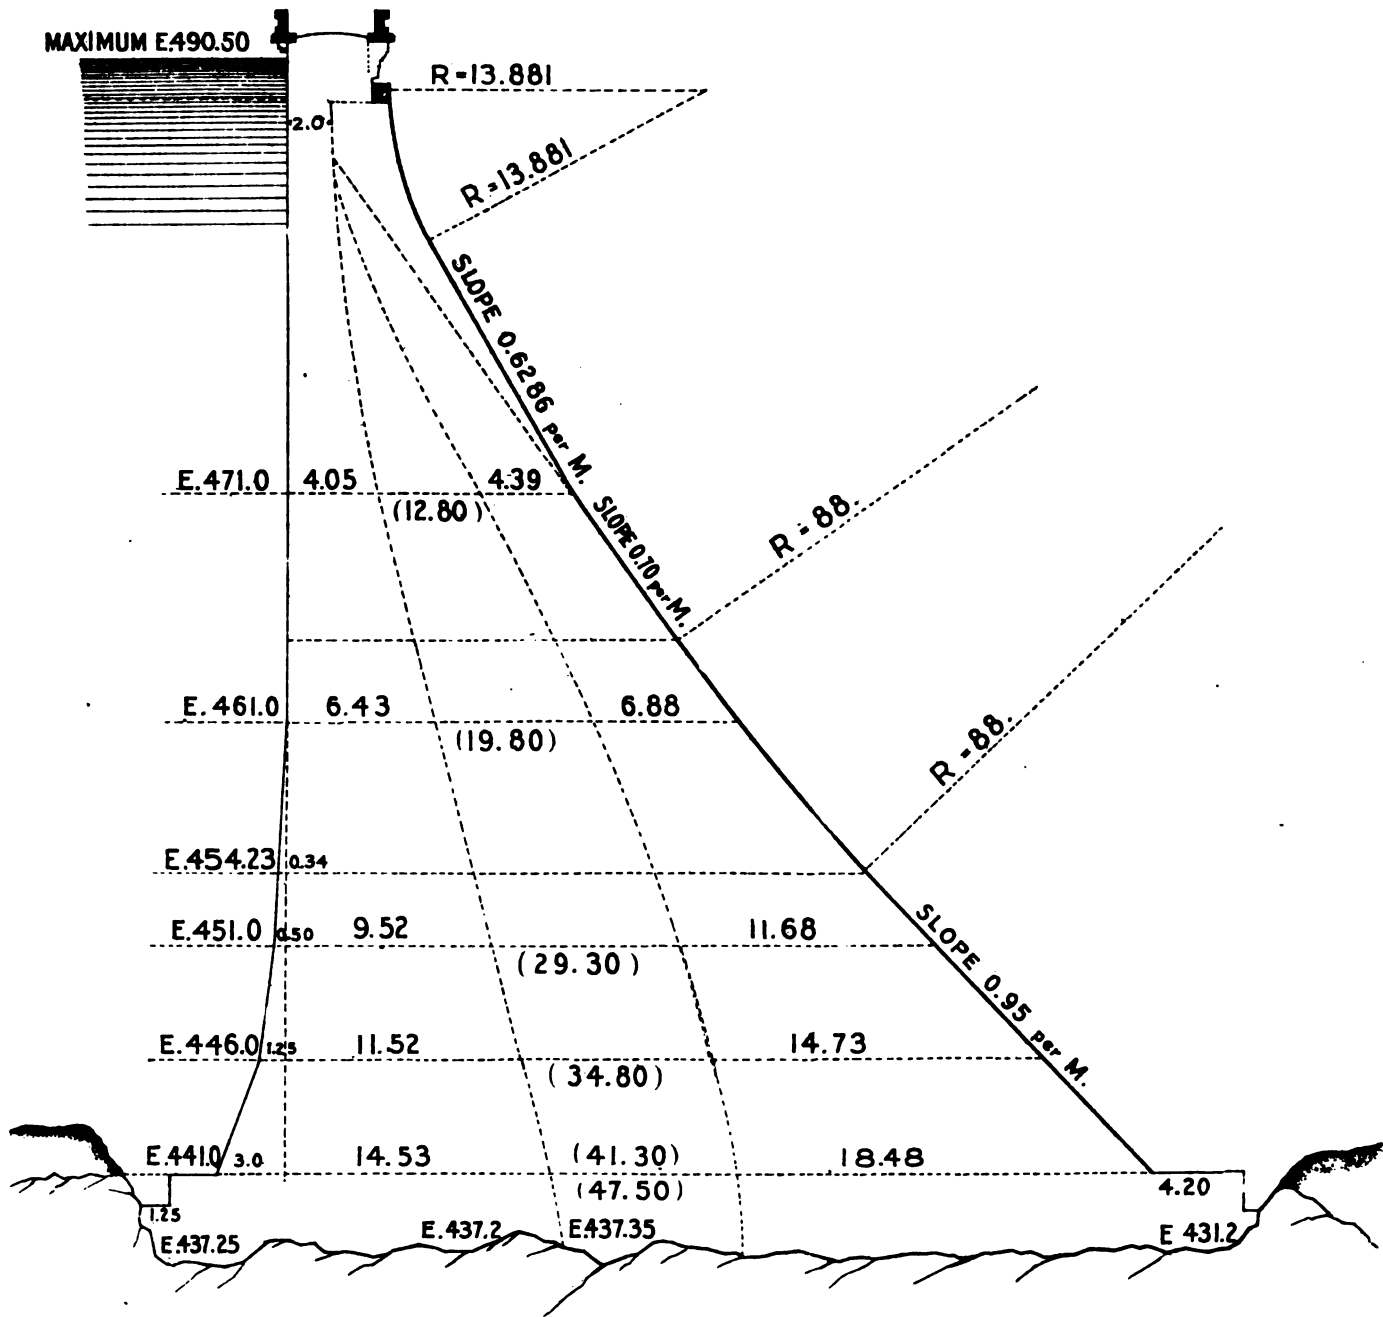 MAXIMUM E.490.50
R=13.881
2.0
R=13.881
SLOPE 0.6286 per M.
E.471.0 4.05 4.39
(12.80)
SLOPE 0.70 per M.
R=88.
E.461.0 6.43 6.88
(19.80)
R=88.
E.454.23 0.34
E.451.0 0.50 9.52 11.68
(29.30)
SLOPE 0.95 per M.
E.446.0 1.25 11.52 14.73
(34.80)
E.441.0 3.0 14.53 (41.30) 18.48
(47.50) 4.20
1.25
E.437.25 E.437.2 E.437.35 E 431.2